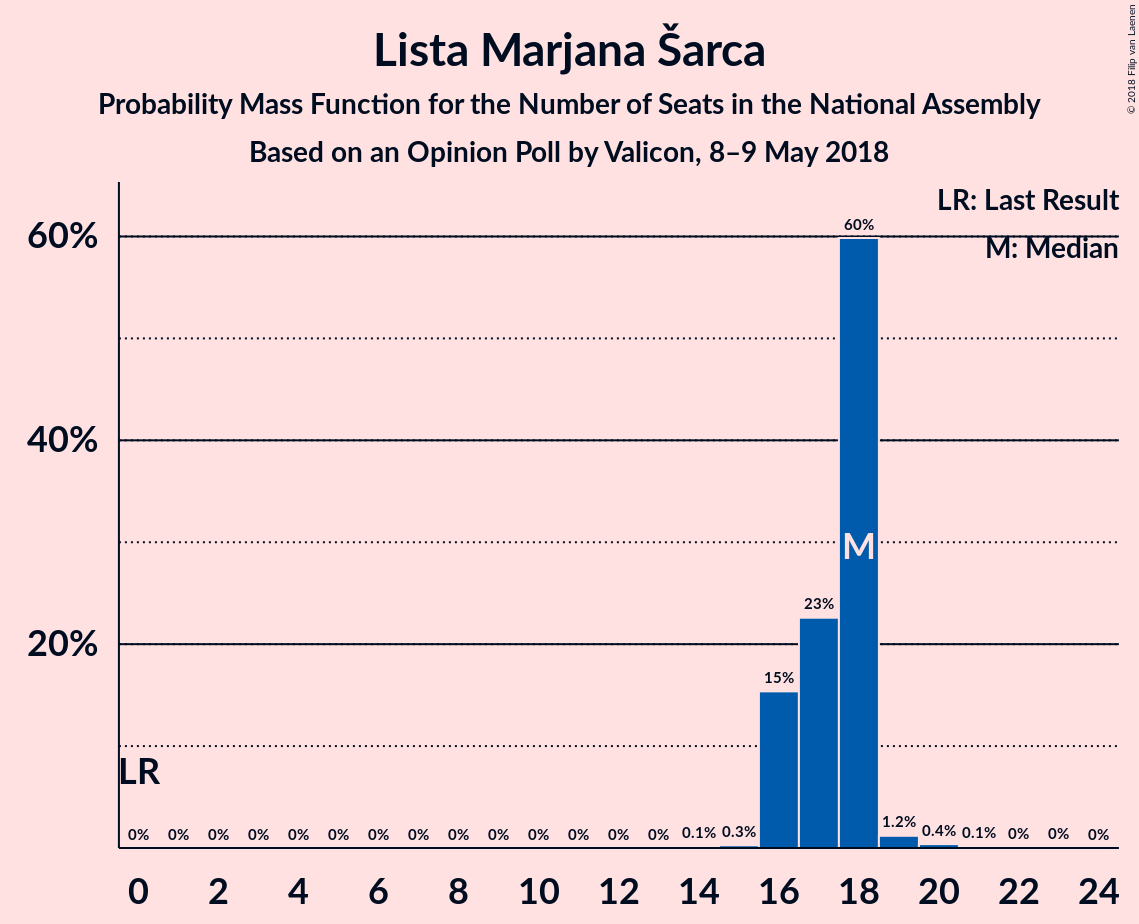 Lista Marjana Šarca
Probability Mass Function for the Number of Seats in the National Assembly
Based on an Opinion Poll by Valicon, 8–9 May 2018
© 2018 Filip van Laenen
LR: Last Result
M: Median
60%
40%
20%
60%
M
23%
15%
LR
0% 0% 0% 0% 0% 0% 0% 0% 0% 0% 0% 0% 0% 0% 0.1% 0.3% 1.2% 0.4% 0.1% 0% 0% 0%
0 2 4 6 8 10 12 14 16 18 20 22 24